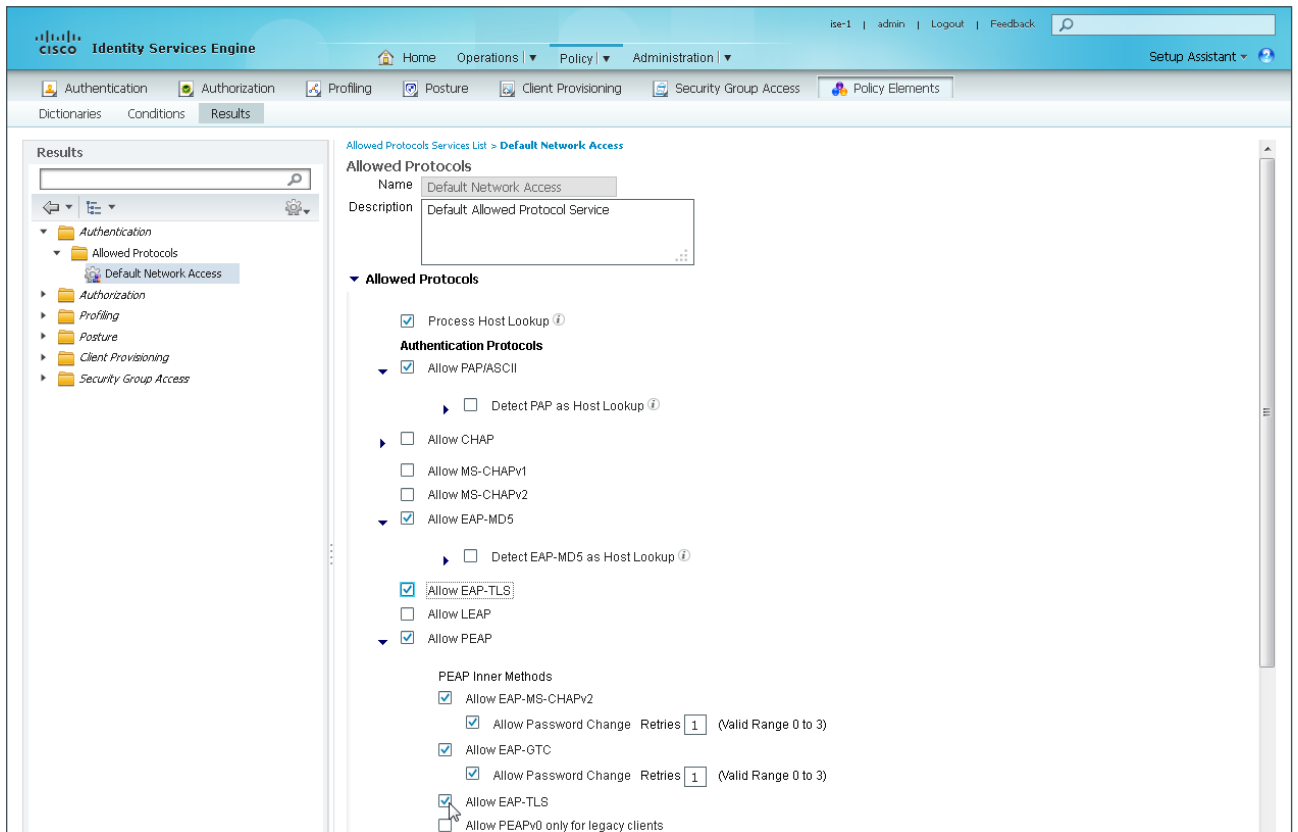 ise-1 | admin | Logout | Feedback
cisco Identity Services Engine
Home Operations | Policy | Administration | Setup Assistant
Authentication Authorization Profiling Posture Client Provisioning Security Group Access Policy Elements
Dictionaries Conditions Results
Results
Authentication
Allowed Protocols
Default Network Access
Authorization
Profiling
Posture
Client Provisioning
Security Group Access
Allowed Protocols Services List > Default Network Access
Allowed Protocols
Name Default Network Access
Description Default Allowed Protocol Service
Allowed Protocols
Process Host Lookup
Authentication Protocols
Allow PAP/ASCII
Detect PAP as Host Lookup
Allow CHAP
Allow MS-CHAPv1
Allow MS-CHAPv2
Allow EAP-MD5
Detect EAP-MD5 as Host Lookup
Allow EAP-TLS
Allow LEAP
Allow PEAP
PEAP Inner Methods
Allow EAP-MS-CHAPv2
Allow Password Change Retries 1 (Valid Range 0 to 3)
Allow EAP-GTC
Allow Password Change Retries 1 (Valid Range 0 to 3)
Allow EAP-TLS
Allow PEAPv0 only for legacy clients